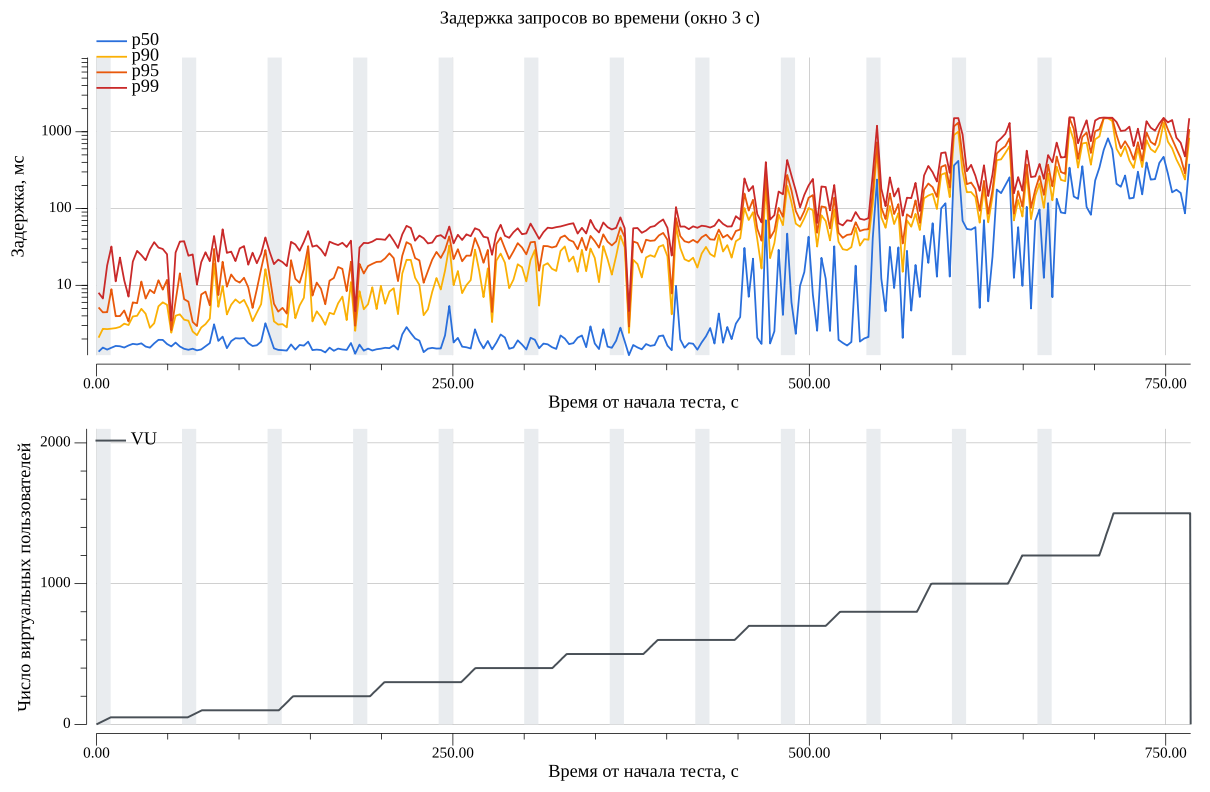 Задержка запросов во времени (окно 3 с)
p50
p90
p95
p99
Задержка, мс
1000
100
10
0.00 250.00 500.00 750.00
Время от начала теста, с
VU
Число виртуальных пользователей
2000
1000
0
0.00 250.00 500.00 750.00
Время от начала теста, с